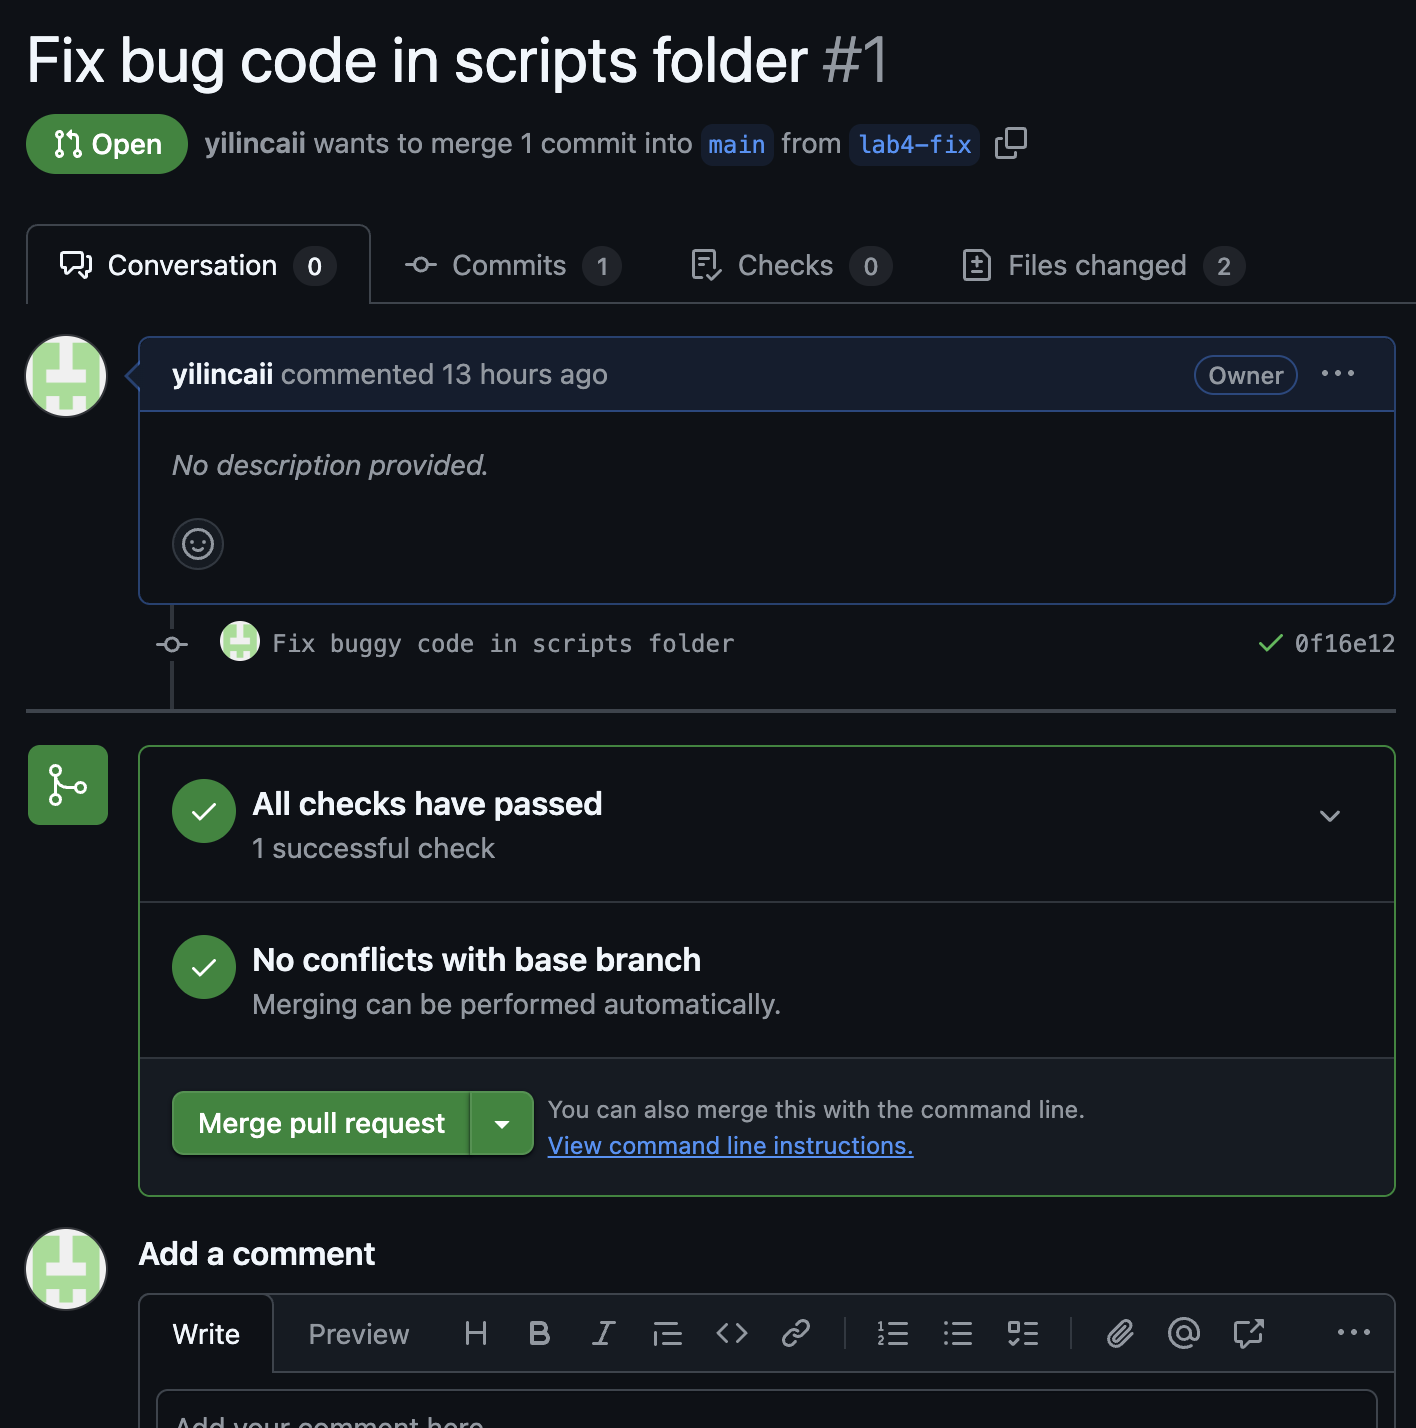 Fix bug code in scripts folder #1
Open yilincaii wants to merge 1 commit into main from lab4-fix
Conversation 0 Commits 1 Checks 0 Files changed 2
yilincaii commented 13 hours ago Owner
No description provided.
Fix buggy code in scripts folder 0f16e12
All checks have passed
1 successful check
No conflicts with base branch
Merging can be performed automatically.
Merge pull request You can also merge this with the command line.
View command line instructions.
Add a comment
Write Preview
Add your comment here